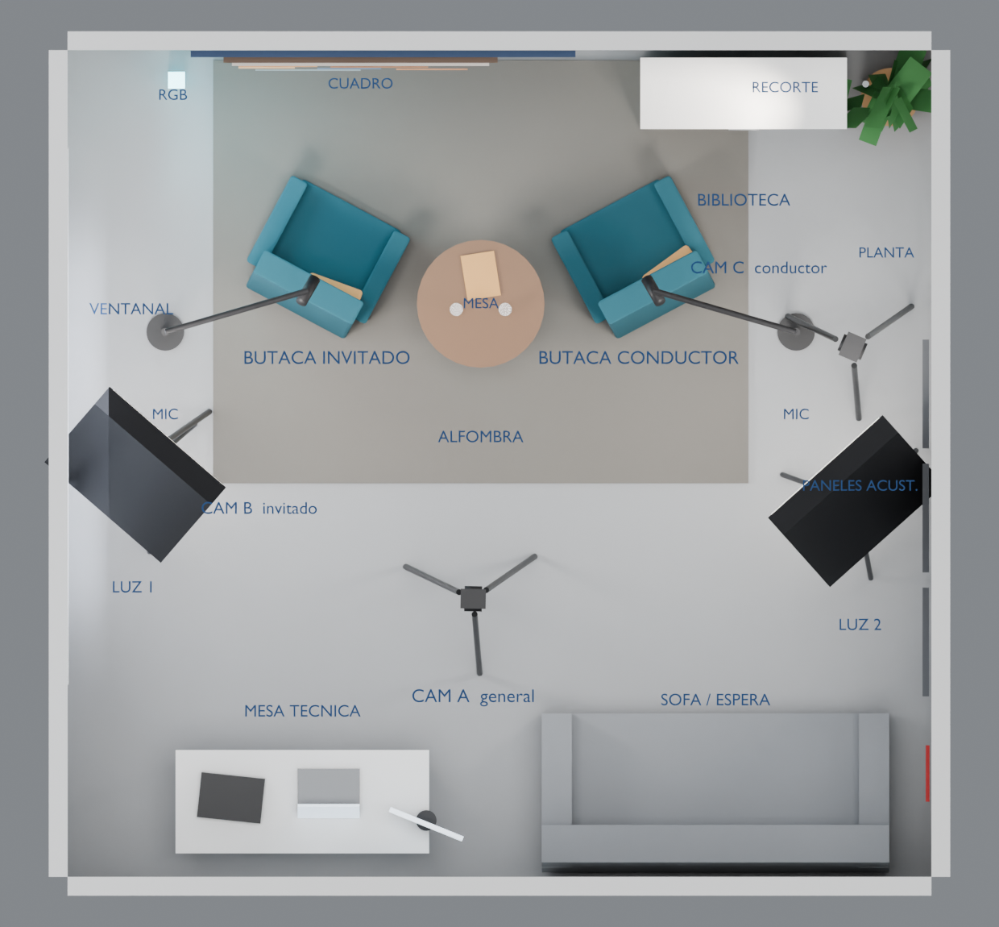 CUADRO
RECORTE
RGB
BIBLIOTECA
PLANTA
CAM C conductor
MESA
VENTANAL
BUTACA INVITADO
BUTACA CONDUCTOR
MIC
MIC
ALFOMBRA
PANELES ACUST.
CAM B invitado
LUZ 1
LUZ 2
CAM A general
SOFA / ESPERA
MESA TECNICA